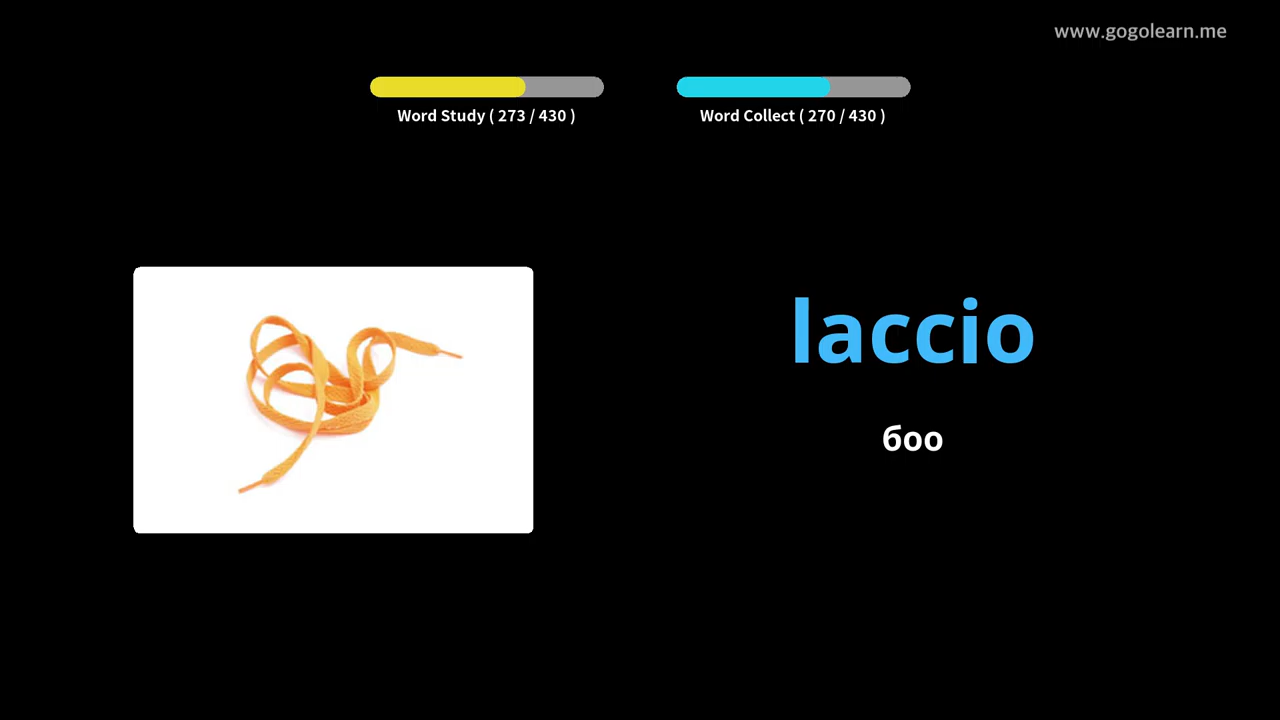 www.gogolearn.me
Word Study ( 273 / 430 )
Word Collect ( 270 / 430 )
laccio
боо